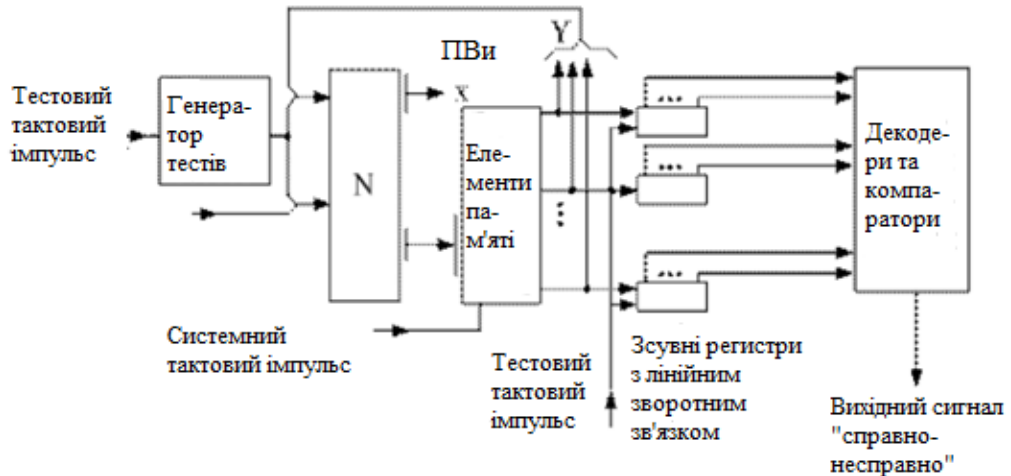 ПВи
Y
Тестовий
тактовий
імпульс
Генера-
тор
тестів
N
X
Еле-
менти
па-
м'яті
Декоде-
ри та
компа-
ратори
Системний
тактовий імпульс
Тестовий
тактовий
імпульс
Зсувні регистри
з лінійним
зворотним
зв'язком
Вихідний сигнал
"справно-
несправно"